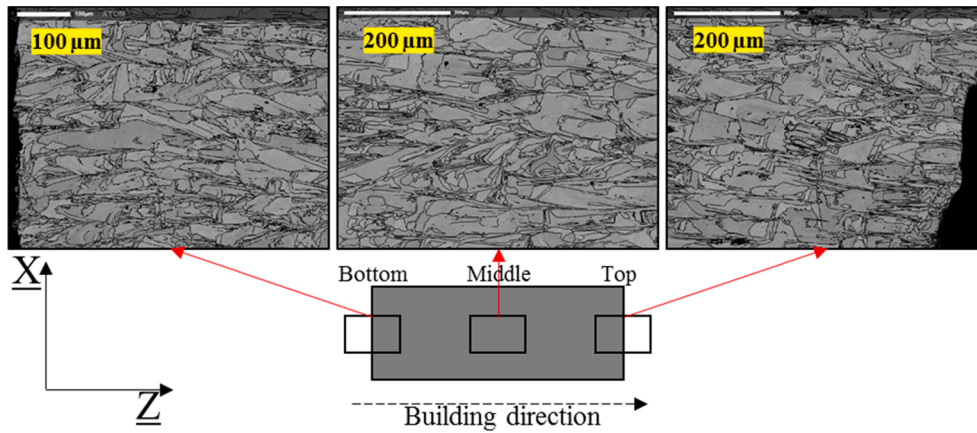 100 μm
200 μm
200 μm
Bottom Middle Top
X
Z
Building direction